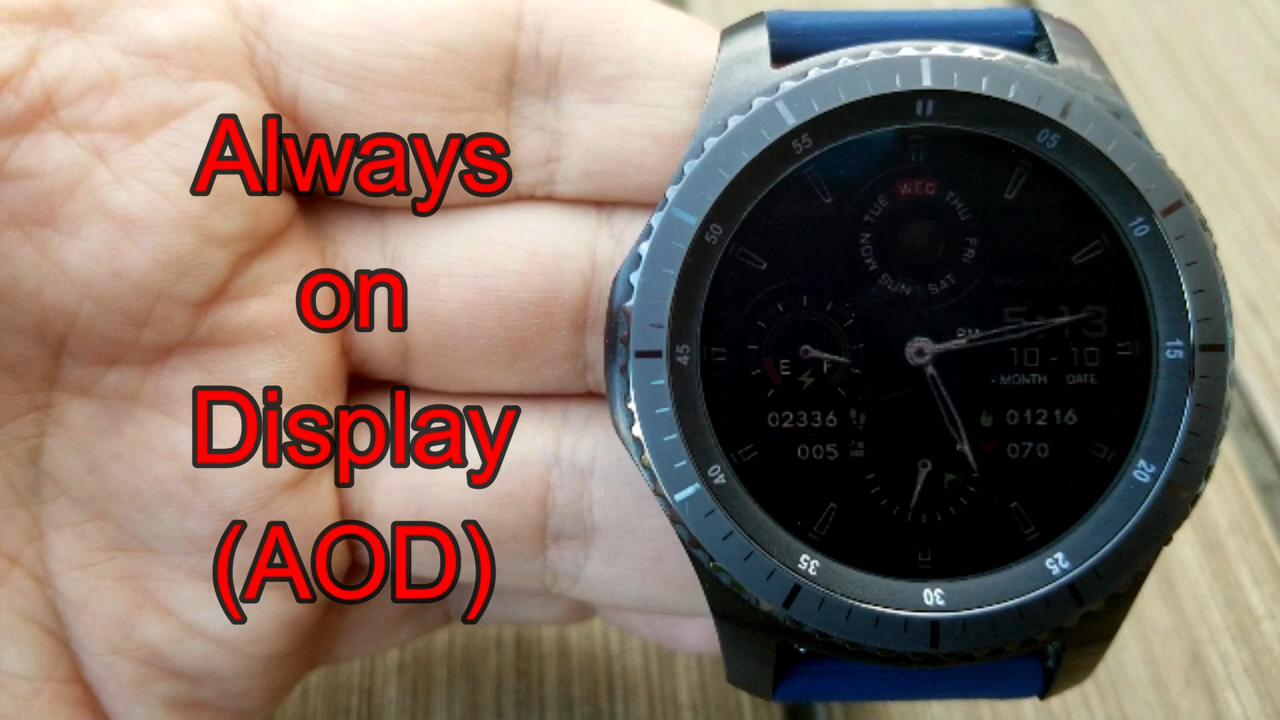 Always
on
Display
(AOD)
55
05
50
10
45
15
40
20
35
25
30
WED
TUE THU
MON FRI
SUN SAT
PM 5:13
10-10
MONTH DATE
E F
02336 01216
005 070